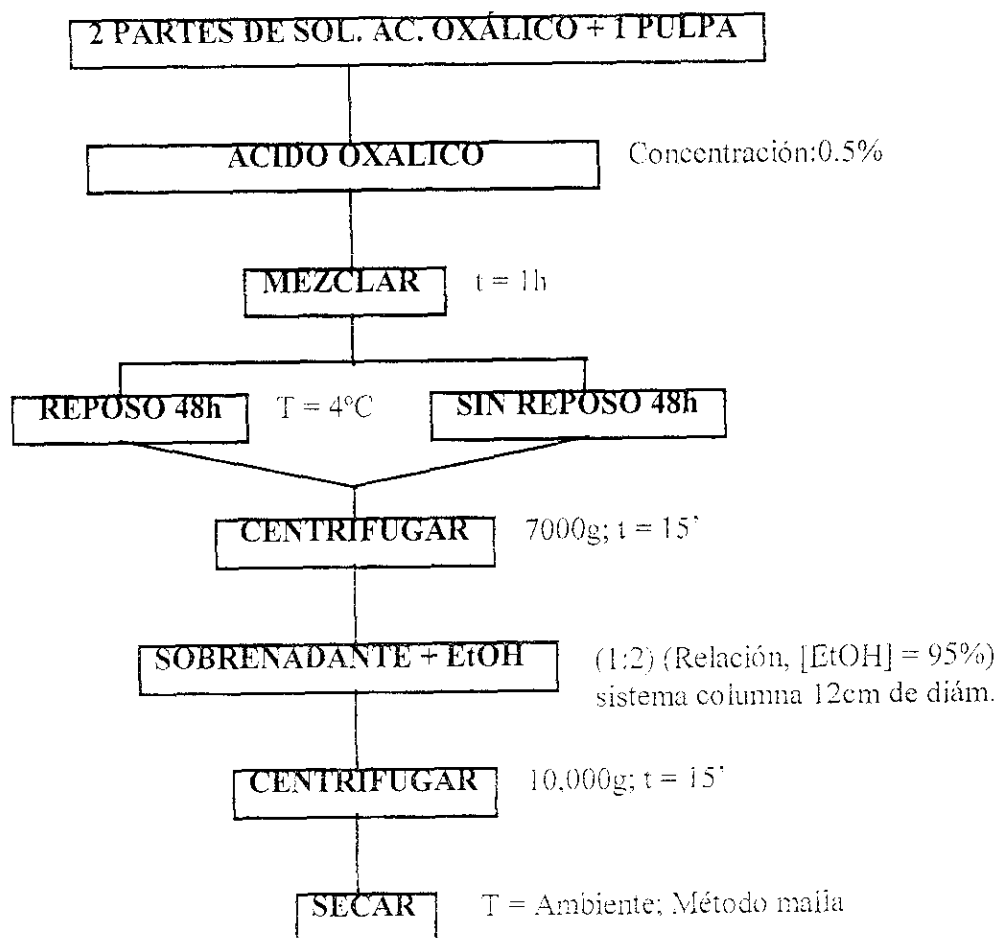 2 PARTES DE SOL. AC. OXÁLICO + 1 PULPA
ACIDO OXALICO
Concentración:0.5%
MEZCLAR
t = 1h
REPOSO 48h
T = 4ºC
SIN REPOSO 48h
CENTRIFUGAR
7000g; t = 15'
SOBRENADANTE + EtOH
(1:2) (Relación, [EtOH] = 95%)
sistema columna 12cm de diám.
CENTRIFUGAR
10,000g; t = 15'
SECAR
T = Ambiente; Método malla